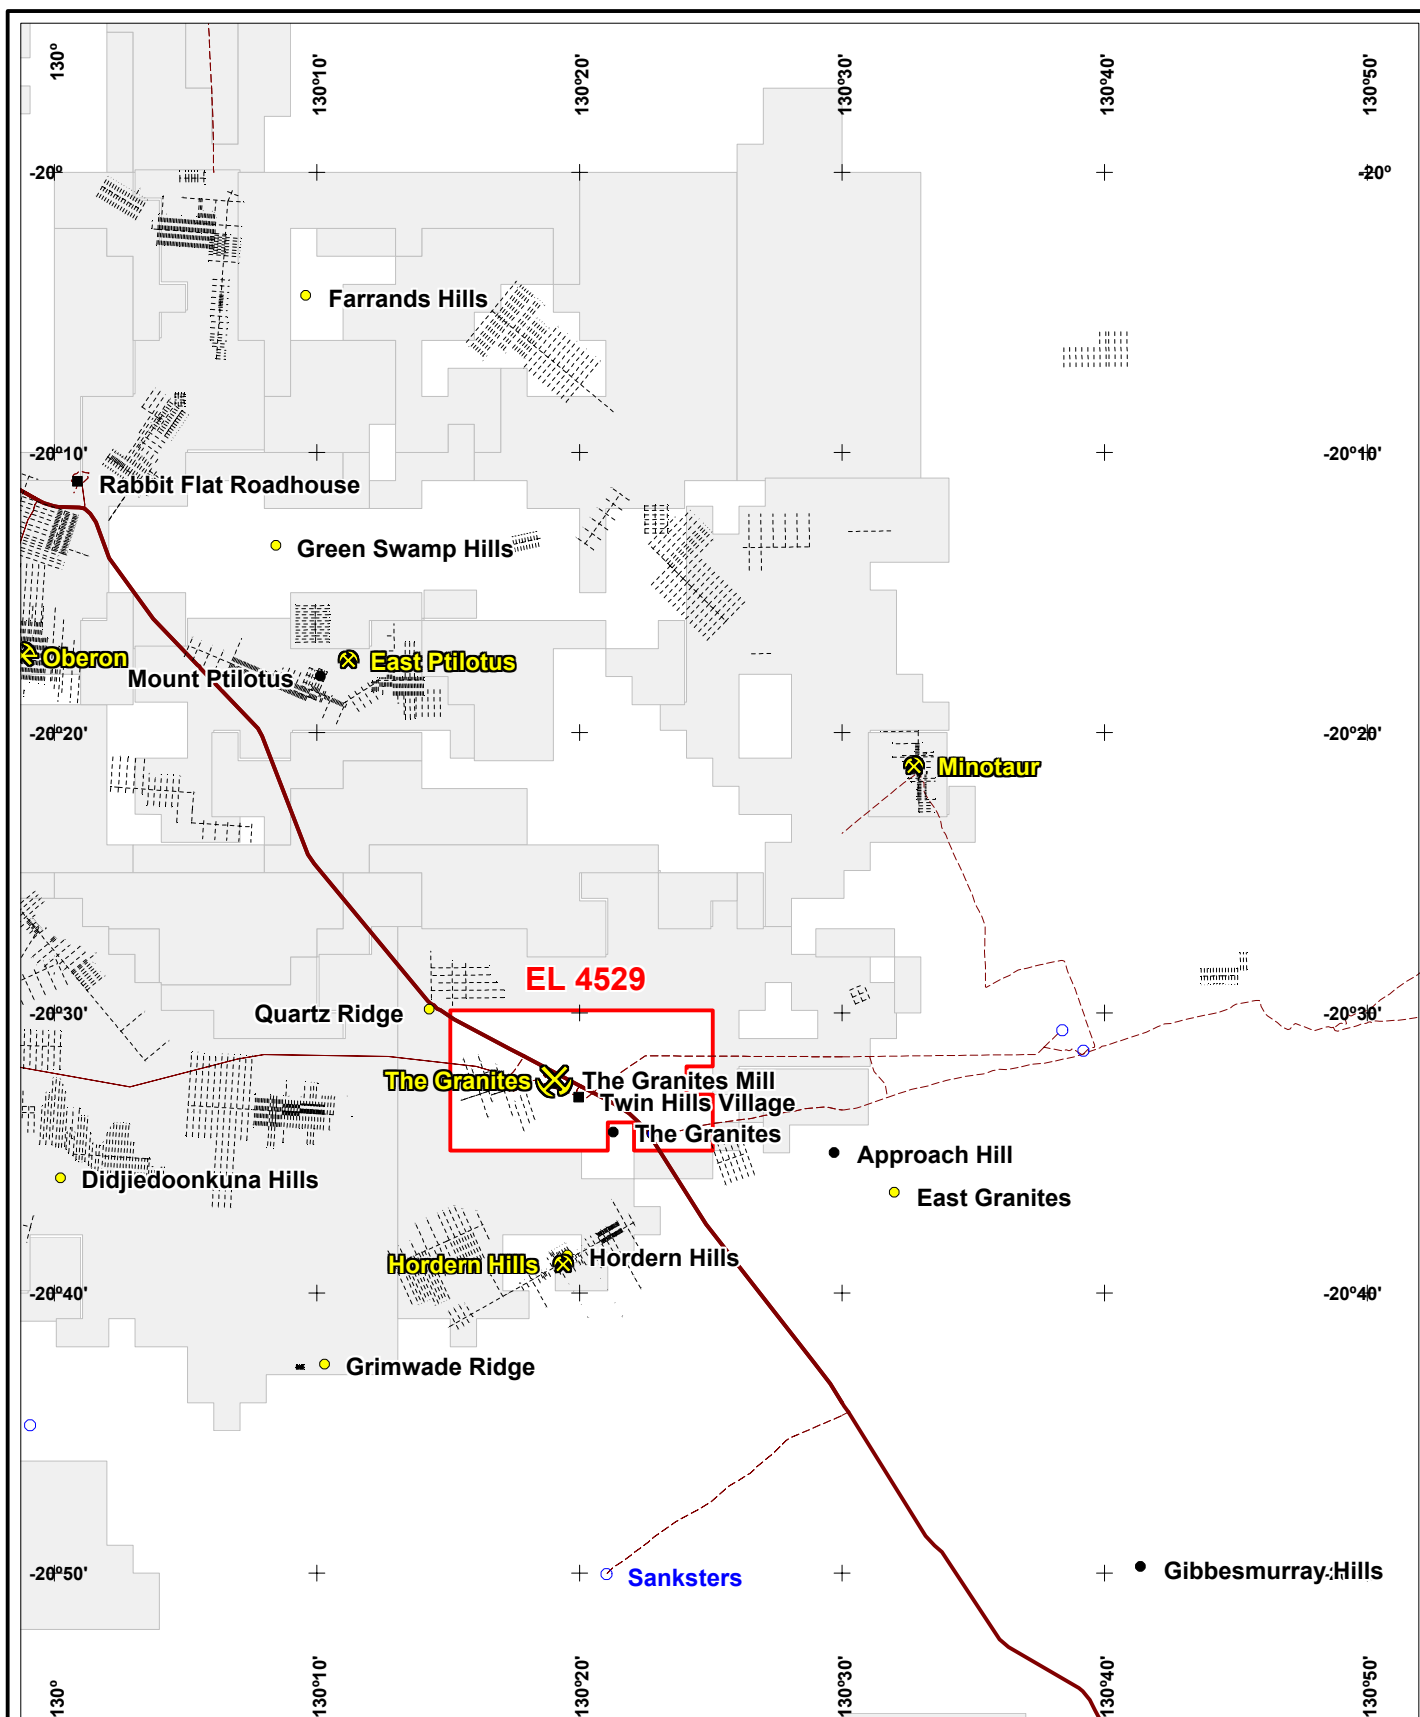 130°
130°10'
130°20'
130°30'
130°40'
130°50'
-20°
-20°
Farrands Hills
-20°10'
-20°10'
Rabbit Flat Roadhouse
Green Swamp Hills
Oberon
East Ptilotus
Mount Ptilotus
-20°20'
-20°20'
Minotaur
EL 4529
-20°30'
Quartz Ridge
-20°30'
The Granites
The Granites Mill
Twin Hills Village
The Granites
Approach Hill
Didjiedoonkuna Hills
East Granites
Hordern Hills
Hordern Hills
-20°40'
-20°40'
Grimwade Ridge
-20°50'
Sanksters
Gibbesmurray Hills
130°
130°10'
130°20'
130°30'
130°40'
130°50'